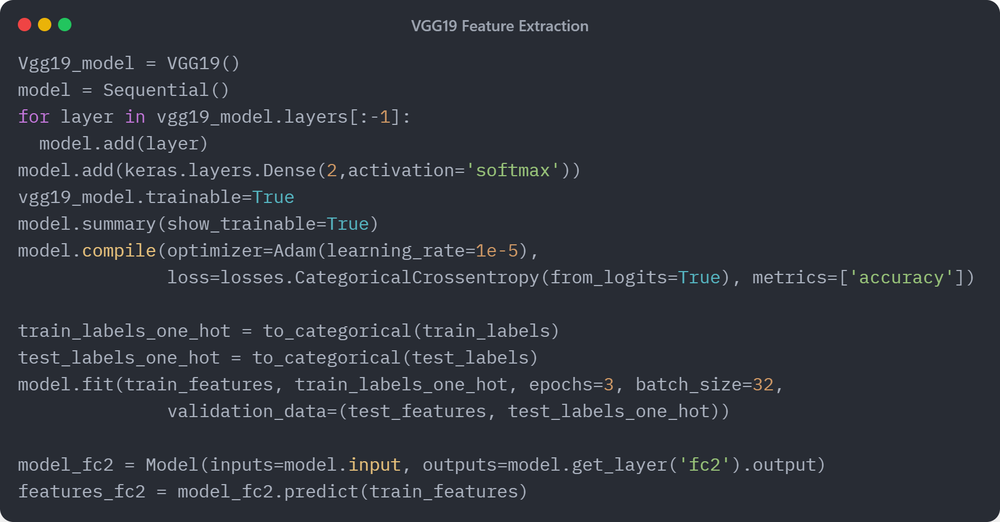 VGG19 Feature Extraction
Vgg19_model = VGG19()
model = Sequential()
for layer in vgg19_model.layers[:-1]:
  model.add(layer)
model.add(keras.layers.Dense(2,activation='softmax'))
vgg19_model.trainable=True
model.summary(show_trainable=True)
model.compile(optimizer=Adam(learning_rate=1e-5),
              loss=losses.CategoricalCrossentropy(from_logits=True), metrics=['accuracy'])
train_labels_one_hot = to_categorical(train_labels)
test_labels_one_hot = to_categorical(test_labels)
model.fit(train_features, train_labels_one_hot, epochs=3, batch_size=32,
              validation_data=(test_features, test_labels_one_hot))
model_fc2 = Model(inputs=model.input, outputs=model.get_layer('fc2').output)
features_fc2 = model_fc2.predict(train_features)